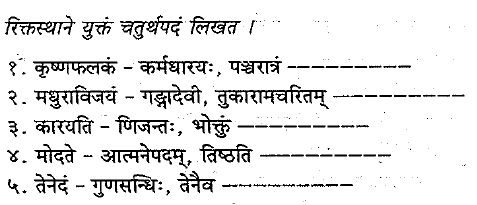 रिक्तस्थाने युक्तं चतुर्थपदं लिखत ।
१. कृष्णफलकं - कर्मधारयः, पञ्चरात्रं ––––––––––
२. मधुराविजयं - गङ्गादेवी, तुकारामचरितम् ––––––––––
३. कारयति - णिजन्तः, भोक्तुं ––––––––––
४. मोदते - आत्मनेपदम्, तिष्ठति ––––––––––
५. तेनेदं - गुणसन्धिः, तेनैव ––––––––––